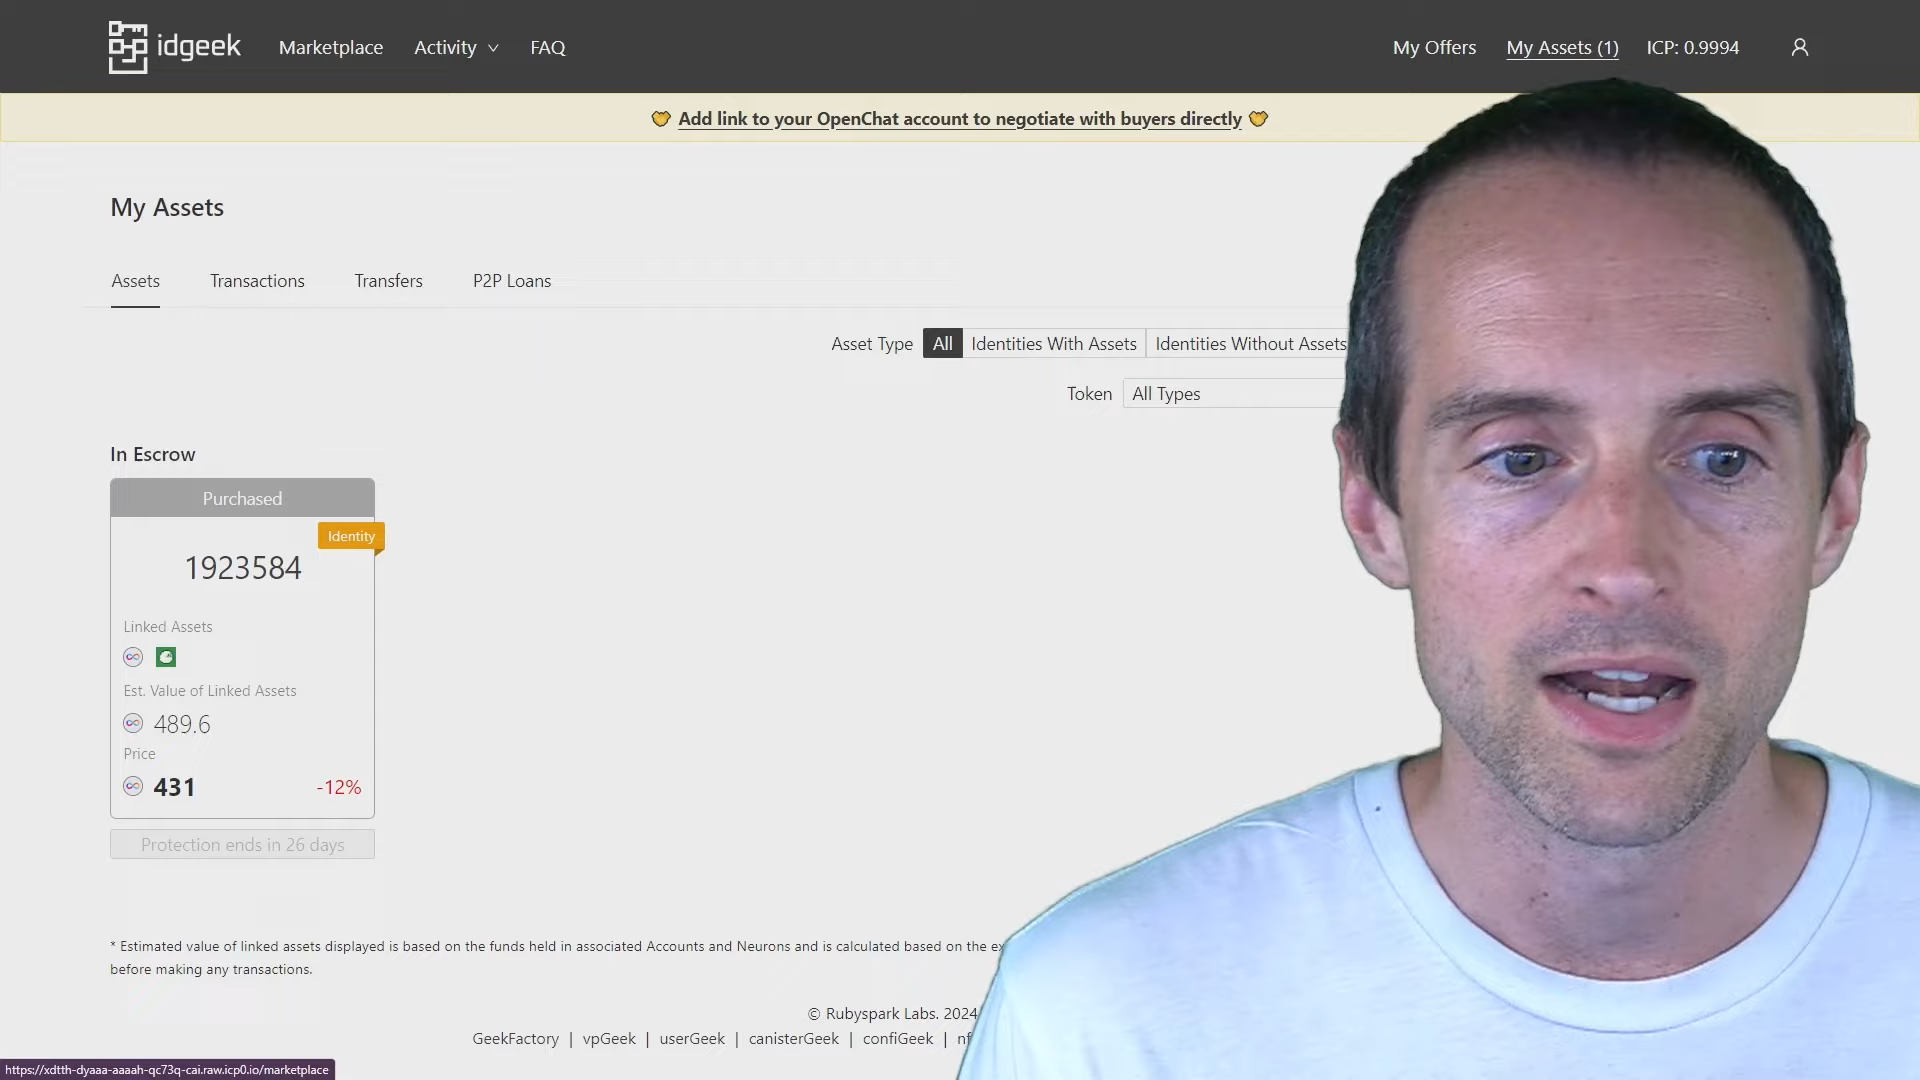 idgeek
Marketplace
Activity
FAQ
My Offers
My Assets (1)
ICP: 0.9994
Add link to your OpenChat account to negotiate with buyers directly
My Assets
Assets
Transactions
Transfers
P2P Loans
Asset Type
All
Identities With Assets
Identities Without Assets
Token
All Types
In Escrow
Purchased
Identity
1923584
Linked Assets
Est. Value of Linked Assets
489.6
Price
431
-12%
Protection ends in 26 days
* Estimated value of linked assets displayed is based on the funds held in associated Accounts and Neurons and is calculated based on the
before making any transactions.
© Rubyspark Labs. 2024
GeekFactory | vpGeek | userGeek | canisterGeek | confiGeek |
https://xdtth-dyaaa-aaaah-qc73q-cai.raw.icp0.io/marketplace